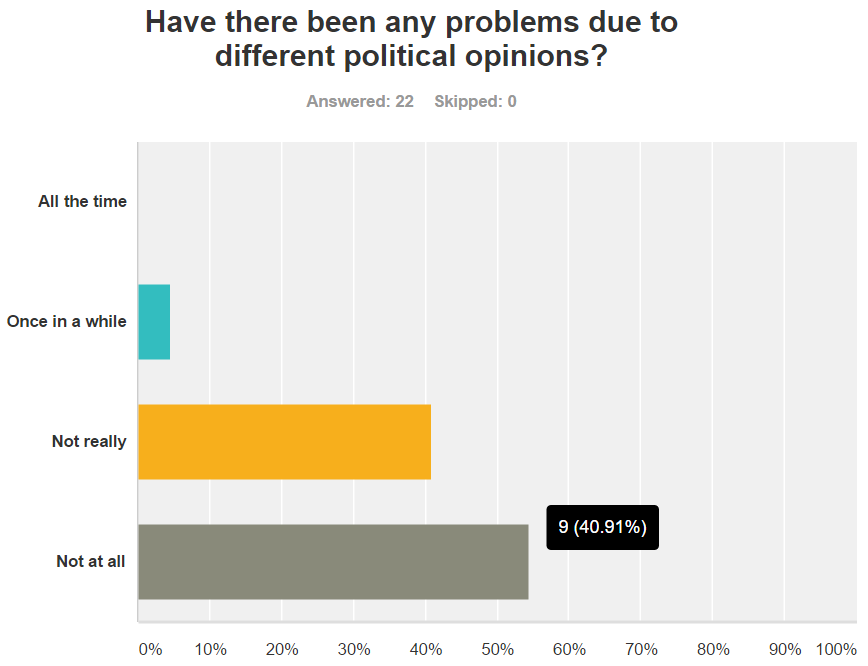 Have there been any problems due to
different political opinions?
Answered: 22 Skipped: 0
All the time
Once in a while
Not really
9 (40.91%)
Not at all
0% 10% 20% 30% 40% 50% 60% 70% 80% 90% 100%